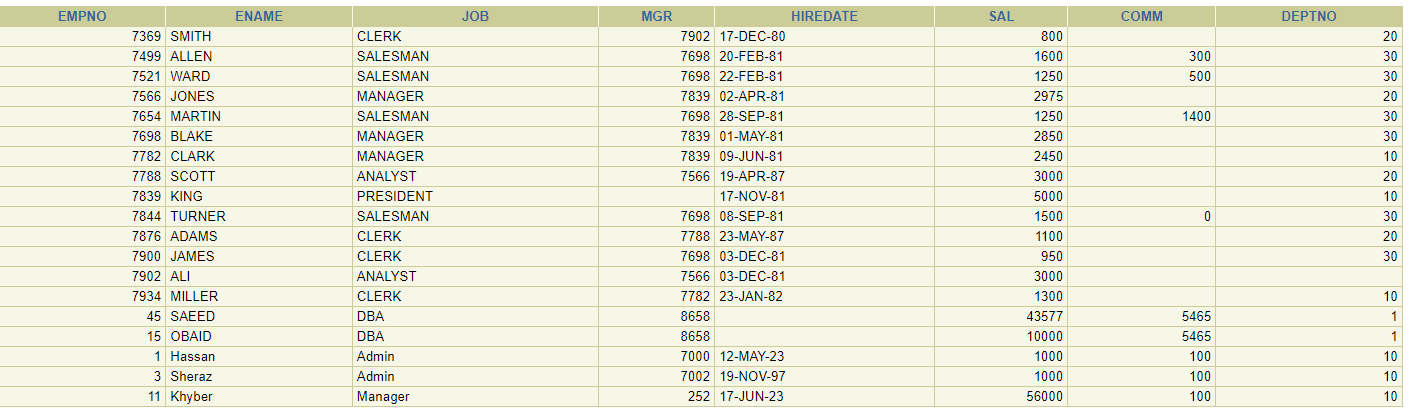 EMPNO ENAME JOB MGR HIREDATE SAL COMM DEPTNO
7369 SMITH CLERK 7902 17-DEC-80 800 20
7499 ALLEN SALESMAN 7698 20-FEB-81 1600 300 30
7521 WARD SALESMAN 7698 22-FEB-81 1250 500 30
7566 JONES MANAGER 7839 02-APR-81 2975 20
7654 MARTIN SALESMAN 7698 28-SEP-81 1250 1400 30
7698 BLAKE MANAGER 7839 01-MAY-81 2850 30
7782 CLARK MANAGER 7839 09-JUN-81 2450 10
7788 SCOTT ANALYST 7566 19-APR-87 3000 20
7839 KING PRESIDENT 17-NOV-81 5000 10
7844 TURNER SALESMAN 7698 08-SEP-81 1500 0 30
7876 ADAMS CLERK 7788 23-MAY-87 1100 20
7900 JAMES CLERK 7698 03-DEC-81 950 30
7902 ALI ANALYST 7566 03-DEC-81 3000
7934 MILLER CLERK 7782 23-JAN-82 1300 10
45 SAEED DBA 8658 43577 5465 1
15 OBAID DBA 8658 10000 5465 1
1 Hassan Admin 7000 12-MAY-23 1000 100 10
3 Sheraz Admin 7002 19-NOV-97 1000 100 10
11 Khyber Manager 252 17-JUN-23 56000 100 10